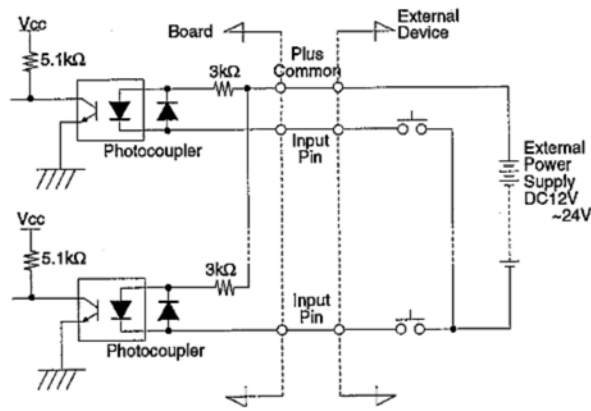 Vcc
5.1kΩ
Board
External
Device
3kΩ
Plus
Common
Photocoupler
Input
Pin
External
Power
Supply
DC12V
~24V
Vcc
5.1kΩ
3kΩ
Input
Pin
Photocoupler